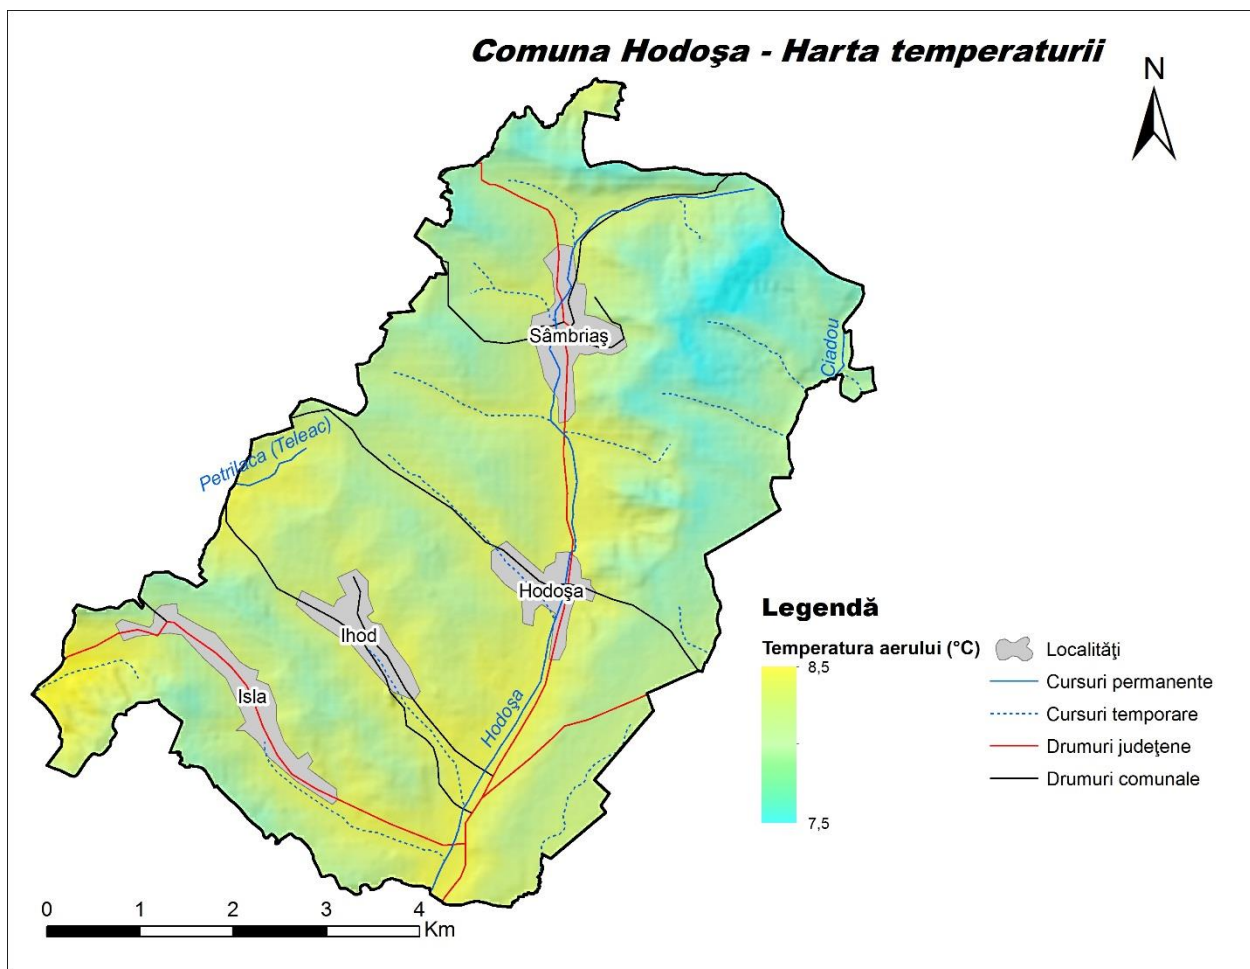 Comuna Hodoşa - Harta temperaturii
N
Sâmbriaş
Ciadou
Petrilaca (Teleac)
Hodoşa
Ihod
Isla
Hodoşa
Legendă
Temperatura aerului (°C)
8,5
7,5
Localităţi
Cursuri permanente
Cursuri temporare
Drumuri judeţene
Drumuri comunale
0 1 2 3 4
Km